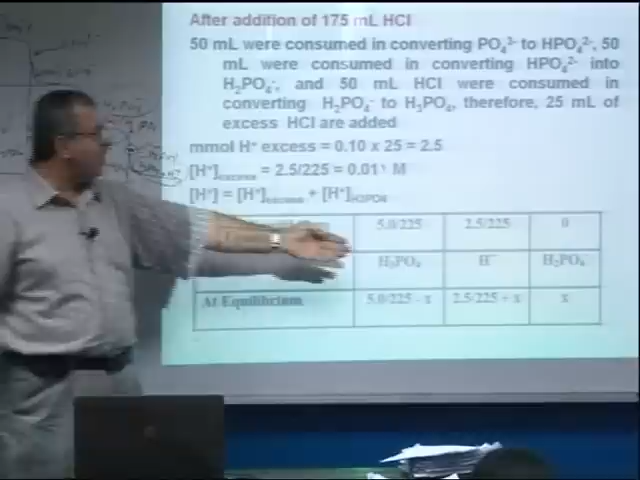 After addition of 175 mL HCl
50 mL were consumed in converting PO₄³⁻ to HPO₄²⁻, 50
mL were consumed in converting HPO₄²⁻ into
H₂PO₄⁻, and 50 mL HCl were consumed in
converting H₂PO₄⁻ to H₃PO₄, therefore, 25 mL of
excess HCl are added
mmol H⁺ excess = 0.10 x 25 = 2.5
[H⁺]excess = 2.5/225 = 0.011 M
[H⁺] = [H⁺]excess + [H⁺]H3PO4
5.0/225 2.5/225 0
H₃PO₄ H⁺ H₂PO₄⁻
At Equilibrium 5.0/225 - x 2.5/225 + x x